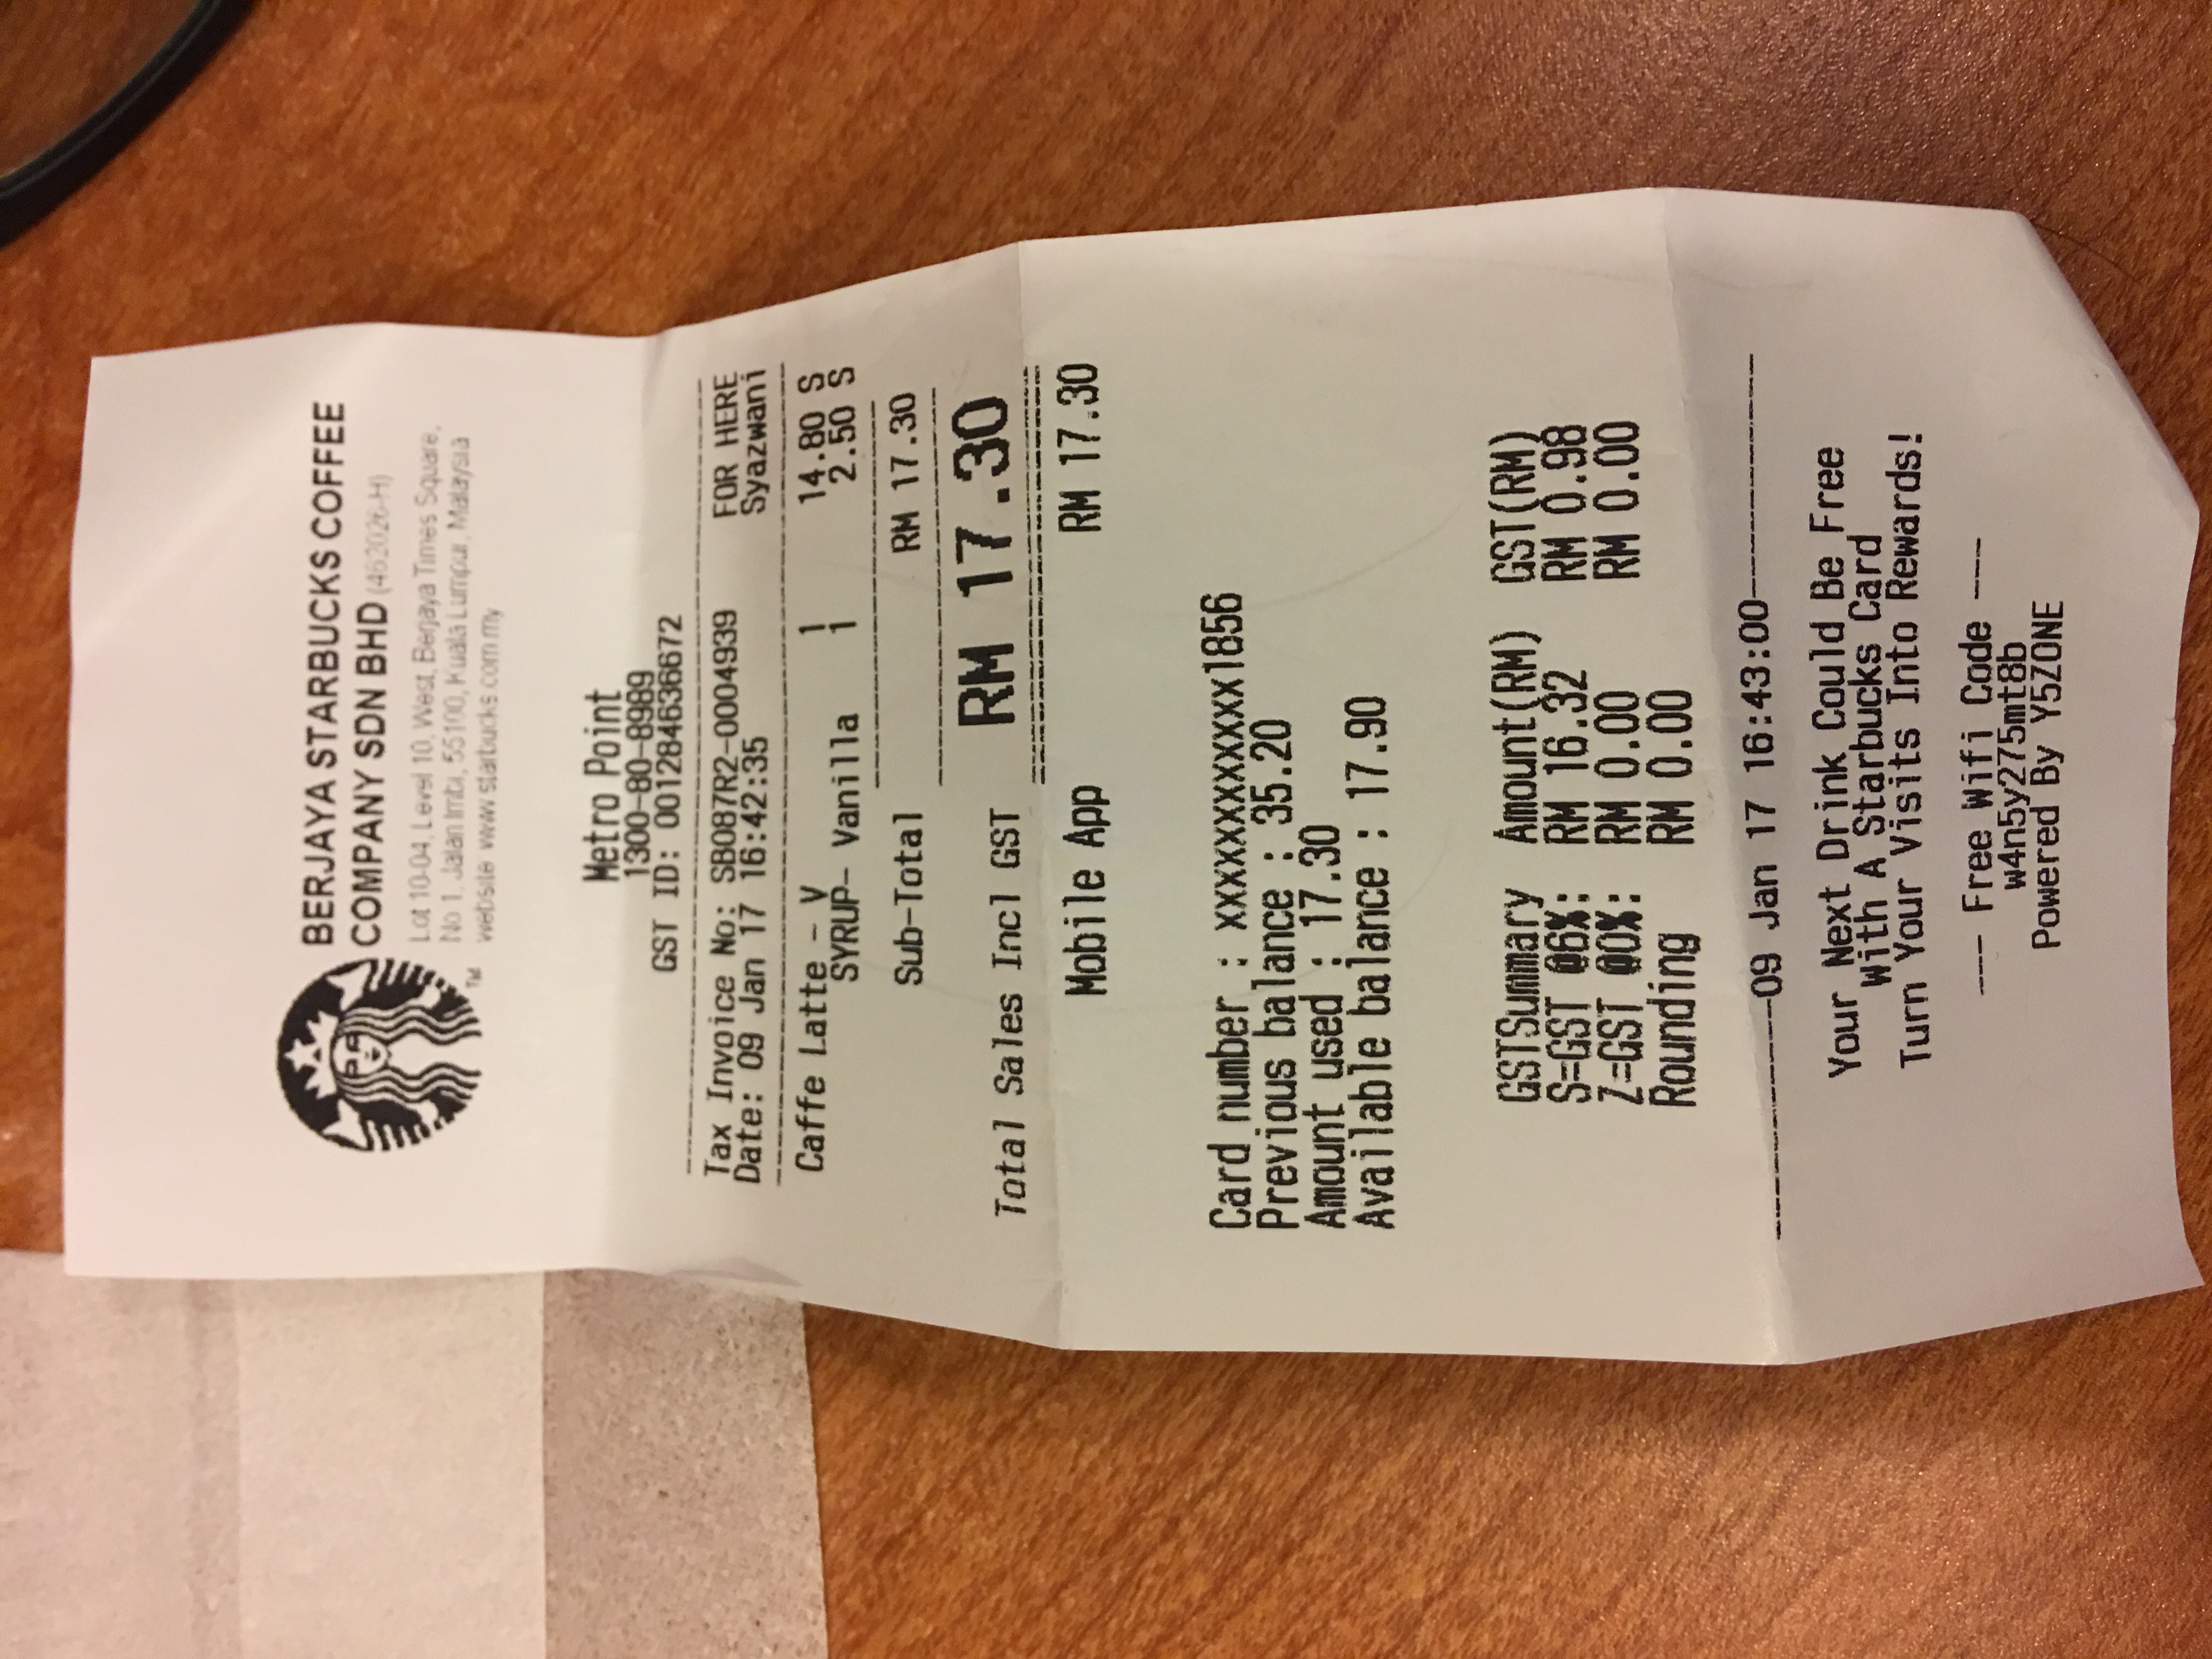 BERJAYA STARBUCKS COFFEE
COMPANY SDN BHD (462026-H)
Lot 10-04, Level 10, West, Berjaya Times Square,
No 1, Jalan Imbi, 55100, Kuala Lumpur, Malaysia
website www.starbucks.com.my
TM
Metro Point
1300-80-8989
GST ID: 001284636672
Tax Invoice No: SB087R2-0004939 FOR HERE
Date: 09 Jan 17 16:42:35 Syazwani
Caffe Latte - V 1 14.80 S
SYRUP- Vanilla 1 2.50 S
Sub-Total RM 17.30
Total Sales Incl GST RM 17.30
Mobile App RM 17.30
Card number : xxxxxxxxxxxx1856
Previous balance : 35.20
Amount used : 17.30
Available balance : 17.90
GSTSummary Amount(RM) GST(RM)
S=GST @6%: RM 16.32 RM 0.98
Z=GST @0%: RM 0.00 RM 0.00
Rounding RM 0.00
------------09 Jan 17 16:43:00------------
Your Next Drink Could Be Free
With A Starbucks Card
Turn Your Visits Into Rewards!
--- Free Wifi Code ---
w4n5y275mt8b
Powered By Y5ZONE